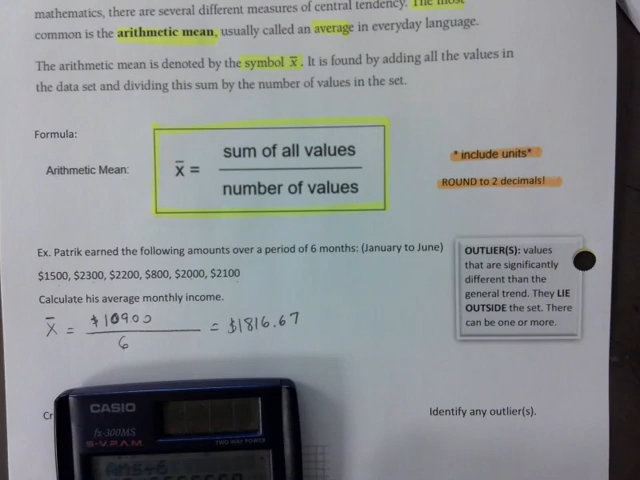 mathematics, there are several different measures of central tendency. The most
common is the arithmetic mean, usually called an average in everyday language.
The arithmetic mean is denoted by the symbol x̄. It is found by adding all the values in
the data set and dividing this sum by the number of values in the set.
Formula:
Arithmetic Mean:
x̄ = sum of all values
number of values
* include units*
ROUND to 2 decimals!
Ex. Patrik earned the following amounts over a period of 6 months: (January to June)
$1500, $2300, $2200, $800, $2000, $2100
Calculate his average monthly income.
x̄ = $10900 = $1816.67
6
OUTLIER(S): values
that are significantly
different than the
general trend. They LIE
OUTSIDE the set. There
can be one or more.
Identify any outlier(s).
CASIO
fx-300MS
S-V.P.A.M.
TWO WAY POWER
Ans÷6